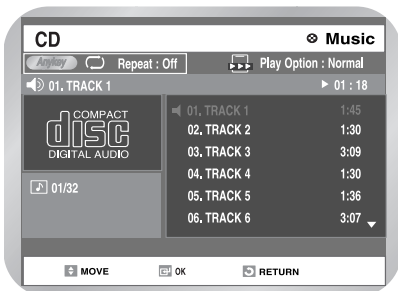 CD Music
Anykey Repeat : Off Play Option : Normal
01. TRACK 1 01 : 18
COMPACT
disc
DIGITAL AUDIO
01/32
01. TRACK 1 1:45
02. TRACK 2 1:30
03. TRACK 3 3:09
04. TRACK 4 1:30
05. TRACK 5 1:36
06. TRACK 6 3:07
MOVE OK RETURN